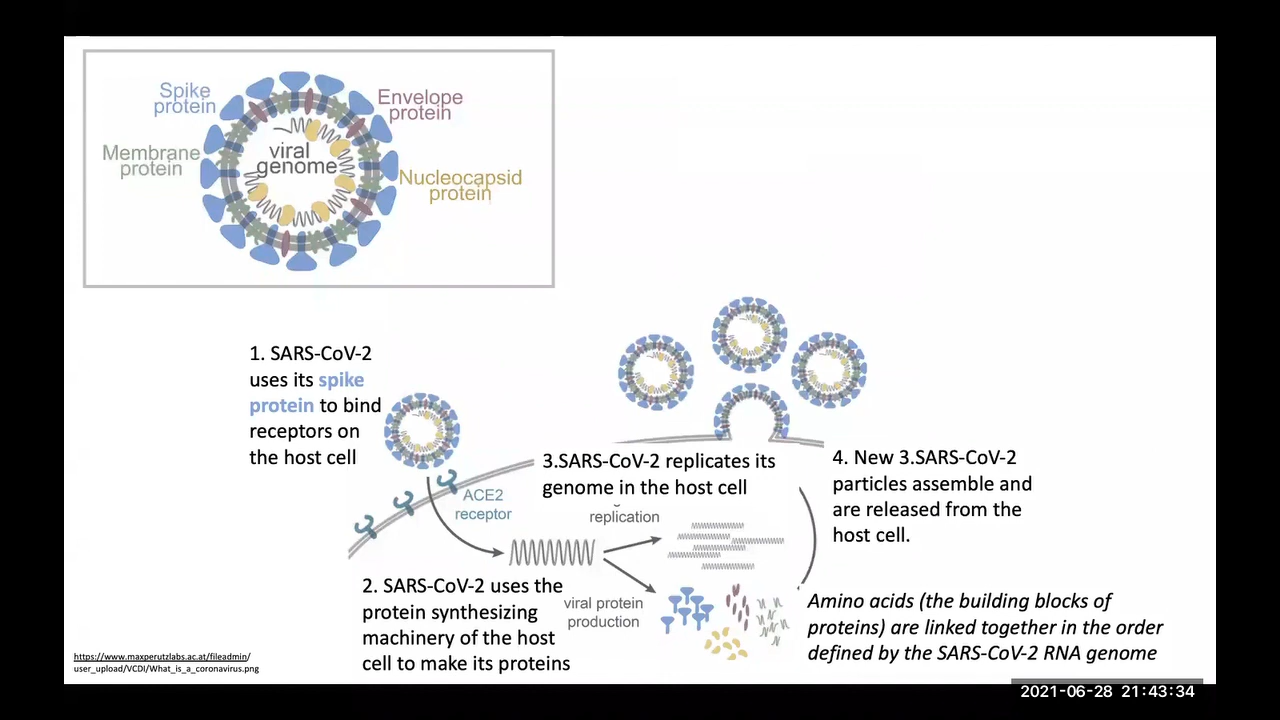 Spike
protein
Envelope
protein
Membrane
protein
viral
genome
Nucleocapsid
protein
1. SARS-CoV-2
uses its spike
protein to bind
receptors on
the host cell
ACE2
receptor
3.SARS-CoV-2 replicates its
genome in the host cell
replication
4. New 3.SARS-CoV-2
particles assemble and
are released from the
host cell.
2. SARS-CoV-2 uses the
protein synthesizing
machinery of the host
cell to make its proteins
viral protein
production
Amino acids (the building blocks of
proteins) are linked together in the order
defined by the SARS-CoV-2 RNA genome
https://www.maxperutzlabs.ac.at/fileadmin/
user_upload/VCDI/What_is_a_coronavirus.png
2021-06-28 21:43:34